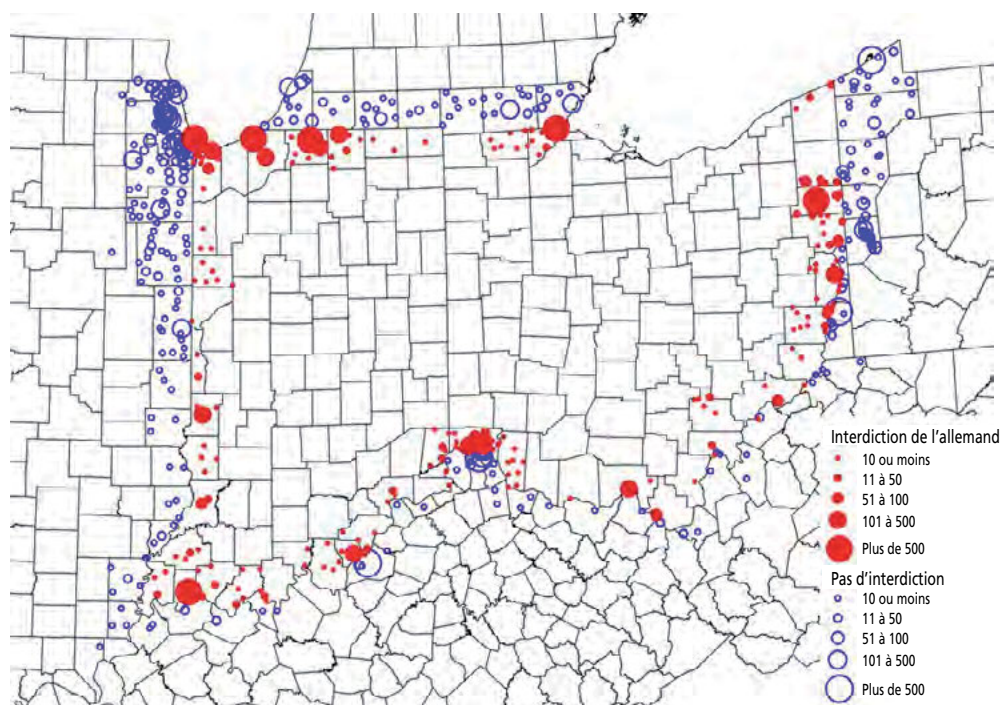 Interdiction de l'allemand
10 ou moins
11 à 50
51 à 100
101 à 500
Plus de 500
Pas d'interdiction
10 ou moins
11 à 50
51 à 100
101 à 500
Plus de 500